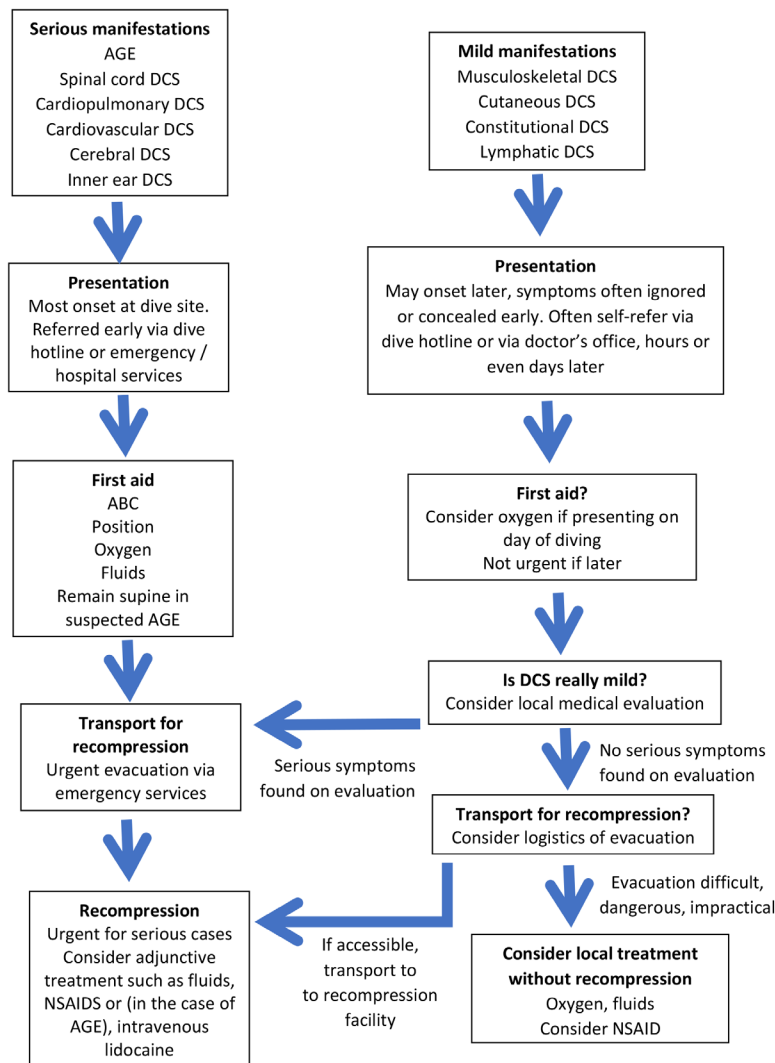 Serious manifestations
AGE
Spinal cord DCS
Cardiopulmonary DCS
Cardiovascular DCS
Cerebral DCS
Inner ear DCS
Mild manifestations
Musculoskeletal DCS
Cutaneous DCS
Constitutional DCS
Lymphatic DCS
Presentation
Most onset at dive site.
Referred early via dive
hotline or emergency /
hospital services
Presentation
May onset later, symptoms often ignored
or concealed early. Often self-refer via
dive hotline or via doctor’s office, hours or
even days later
First aid
ABC
Position
Oxygen
Fluids
Remain supine in
suspected AGE
First aid?
Consider oxygen if presenting on
day of diving
Not urgent if later
Is DCS really mild?
Consider local medical evaluation
Transport for
recompression
Urgent evacuation via
emergency services
Serious symptoms
found on evaluation
No serious symptoms
found on evaluation
Transport for recompression?
Consider logistics of evacuation
Recompression
Urgent for serious cases
Consider adjunctive
treatment such as fluids,
NSAIDS or (in the case of
AGE), intravenous
lidocaine
If accessible,
transport to
to recompression
facility
Evacuation difficult,
dangerous, impractical
Consider local treatment
without recompression
Oxygen, fluids
Consider NSAID